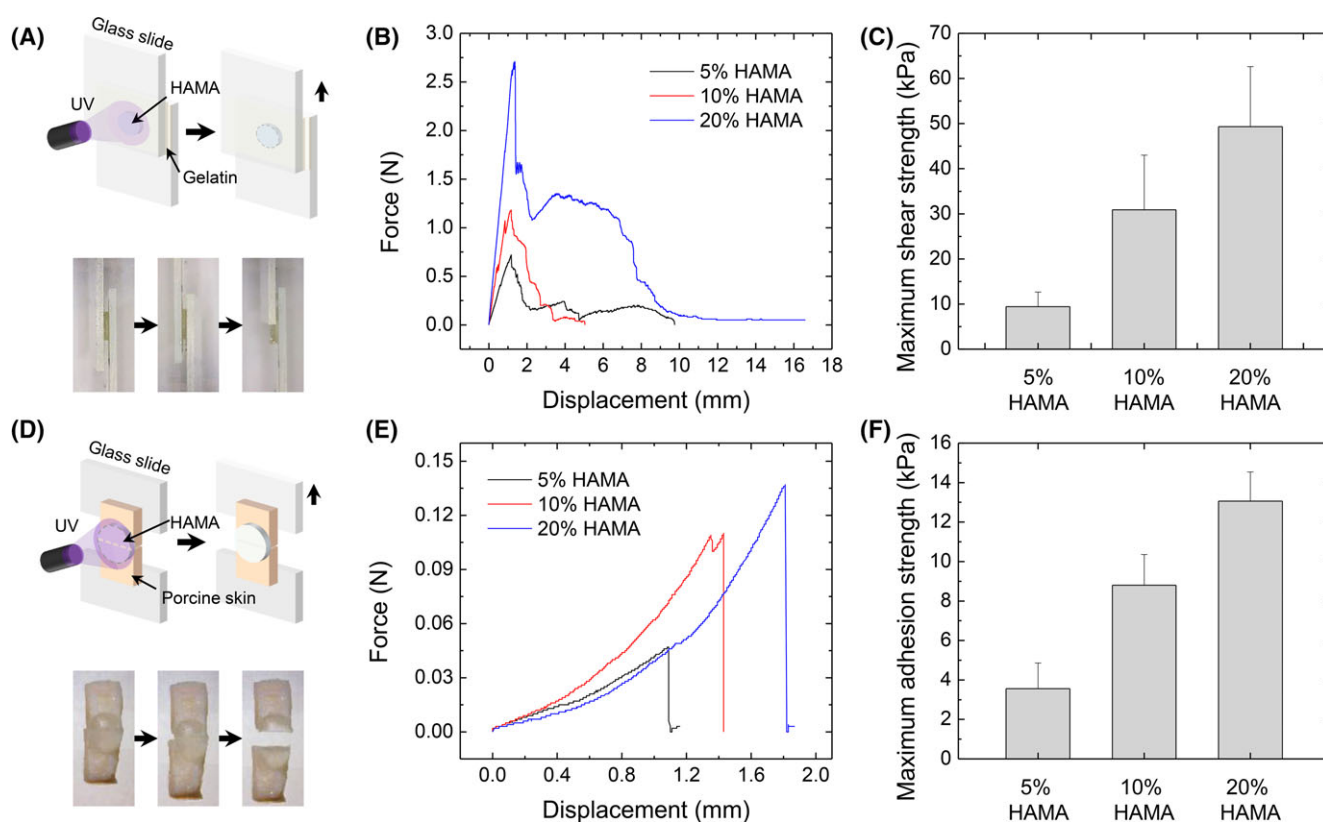 (A)
Glass slide
HAMA
UV
Gelatin
(B)
3.0
2.5
2.0
1.5
1.0
0.5
0.0
Force (N)
5% HAMA
10% HAMA
20% HAMA
0 2 4 6 8 10 12 14 16 18
Displacement (mm)
(C)
Maximum shear strength (kPa)
70
60
50
40
30
20
10
0
5% 10% 20%
HAMA HAMA HAMA
(D)
Glass slide
UV
HAMA
Porcine skin
(E)
0.15
0.12
0.09
0.06
0.03
0.00
Force (N)
5% HAMA
10% HAMA
20% HAMA
0.0 0.4 0.8 1.2 1.6 2.0
Displacement (mm)
(F)
Maximum adhesion strength (kPa)
16
14
12
10
8
6
4
2
0
5% 10% 20%
HAMA HAMA HAMA